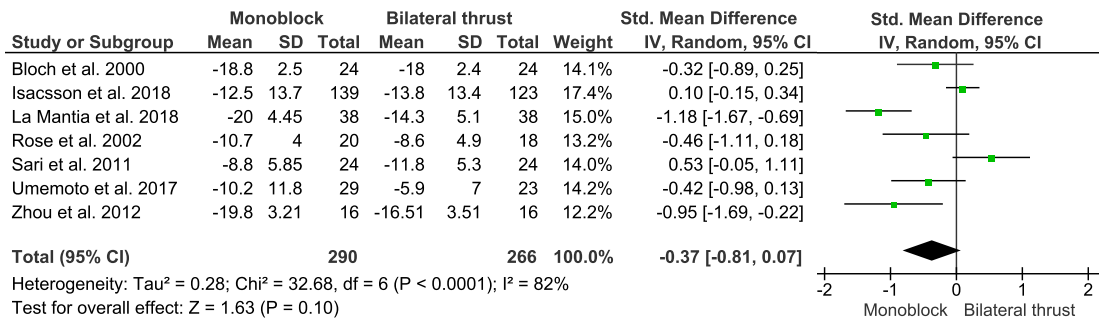 Monoblock Bilateral thrust Std. Mean Difference Std. Mean Difference
Study or Subgroup Mean SD Total Mean SD Total Weight IV, Random, 95% CI IV, Random, 95% CI
Bloch et al. 2000 -18.8 2.5 24 -18 2.4 24 14.1% -0.32 [-0.89, 0.25]
Isacsson et al. 2018 -12.5 13.7 139 -13.8 13.4 123 17.4% 0.10 [-0.15, 0.34]
La Mantia et al. 2018 -20 4.45 38 -14.3 5.1 38 15.0% -1.18 [-1.67, -0.69]
Rose et al. 2002 -10.7 4 20 -8.6 4.9 18 13.2% -0.46 [-1.11, 0.18]
Sari et al. 2011 -8.8 5.85 24 -11.8 5.3 24 14.0% 0.53 [-0.05, 1.11]
Umemoto et al. 2017 -10.2 11.8 29 -5.9 7 23 14.2% -0.42 [-0.98, 0.13]
Zhou et al. 2012 -19.8 3.21 16 -16.51 3.51 16 12.2% -0.95 [-1.69, -0.22]
Total (95% CI) 290 266 100.0% -0.37 [-0.81, 0.07]
Heterogeneity: Tau² = 0.28; Chi² = 32.68, df = 6 (P < 0.0001); I² = 82%
Test for overall effect: Z = 1.63 (P = 0.10)
-2 -1 0 1 2
Monoblock Bilateral thrust